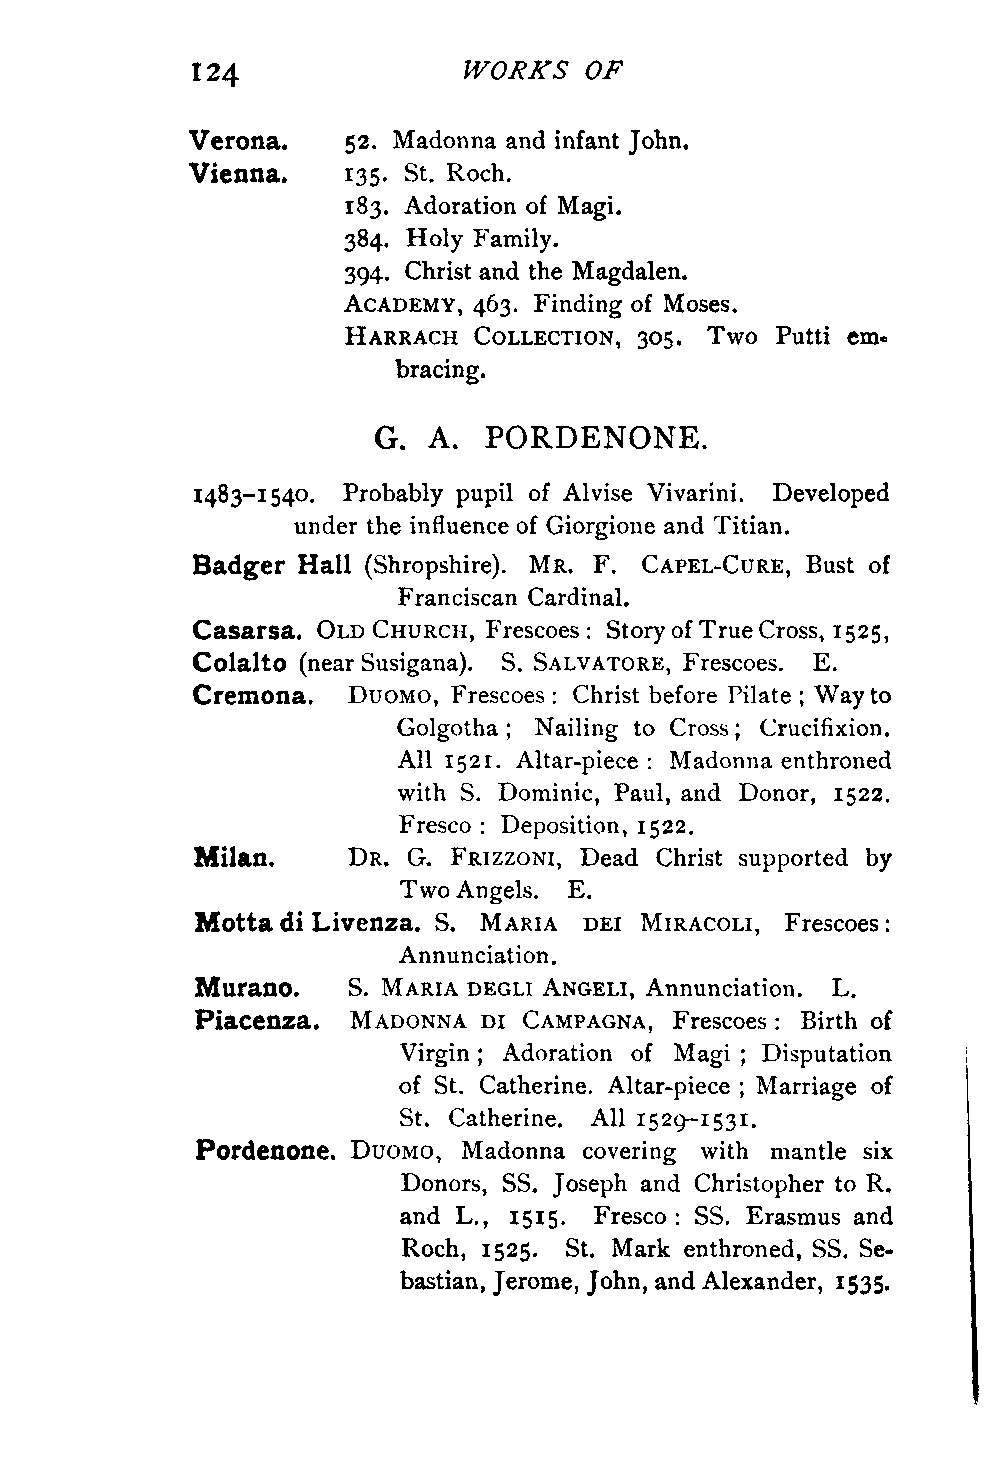 124 WORKS OF
Verona. 52. Madonna and infant John.
Vienna. 135. St. Roch.
183. Adoration of Magi.
384. Holy Family.
394. Christ and the Magdalen.
ACADEMY, 463. Finding of Moses.
HARRACH COLLECTION, 305. Two Putti em-
bracing.
G. A. PORDENONE.
1483–1540. Probably pupil of Alvise Vivarini. Developed
under the influence of Giorgione and Titian.
Badger Hall (Shropshire). MR. F. CAPEL-CURE, Bust of
Franciscan Cardinal.
Casarsa. OLD CHURCH, Frescoes : Story of True Cross, 1525,
Colalto (near Susigana). S. SALVATORE, Frescoes. E.
Cremona. DUOMO, Frescoes : Christ before Pilate ; Way to
Golgotha ; Nailing to Cross ; Crucifixion.
All 1521. Altar-piece : Madonna enthroned
with S. Dominic, Paul, and Donor, 1522.
Fresco : Deposition, 1522.
Milan. DR. G. FRIZZONI, Dead Christ supported by
Two Angels. E.
Motta di Livenza. S. MARIA DEI MIRACOLI, Frescoes :
Annunciation.
Murano. S. MARIA DEGLI ANGELI, Annunciation. L.
Piacenza. MADONNA DI CAMPAGNA, Frescoes : Birth of
Virgin ; Adoration of Magi ; Disputation
of St. Catherine. Altar-piece ; Marriage of
St. Catherine. All 1529–1531.
Pordenone. DUOMO, Madonna covering with mantle six
Donors, SS. Joseph and Christopher to R.
and L., 1515. Fresco : SS. Erasmus and
Roch, 1525. St. Mark enthroned, SS. Se-
bastian, Jerome, John, and Alexander, 1535.